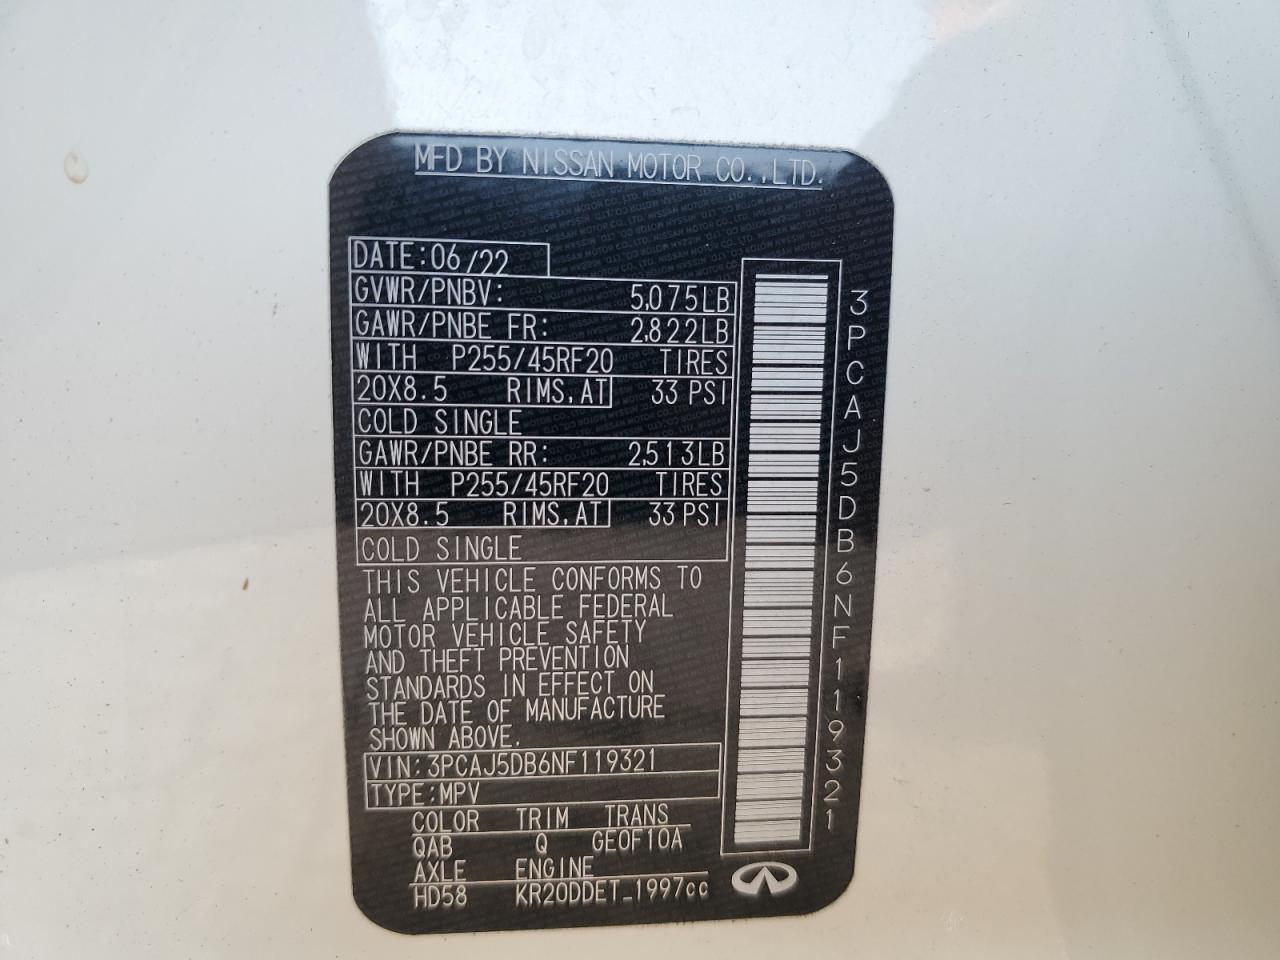 MFD BY NISSAN MOTOR CO.,LTD.
DATE:06/22
GVWR/PNBV: 5,075LB
GAWR/PNBE FR: 2,822LB
WITH P255/45RF20 TIRES
20X8.5 RIMS,AT 33 PSI
COLD SINGLE
GAWR/PNBE RR: 2,513LB
WITH P255/45RF20 TIRES
20X8.5 RIMS,AT 33 PSI
COLD SINGLE
THIS VEHICLE CONFORMS TO
ALL APPLICABLE FEDERAL
MOTOR VEHICLE SAFETY
AND THEFT PREVENTION
STANDARDS IN EFFECT ON
THE DATE OF MANUFACTURE
SHOWN ABOVE.
VIN:3PCAJ5DB6NF119321
TYPE:MPV
COLOR TRIM TRANS
QAB Q GE0F10A
AXLE ENGINE
HD58 KR20DDET_1997cc
3PCAJ5DB6NF119321